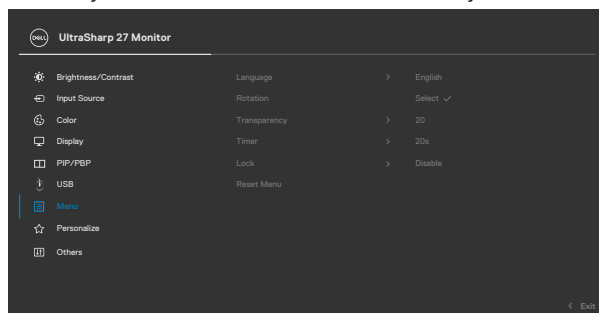 DELL UltraSharp 27 Monitor
Brightness/Contrast Language > English
Input Source Rotation Select ✓
Color Transparency > 20
Display Timer > 20s
PIP/PBP Lock > Disable
USB Reset Menu
Menu
Personalize
Others
< Exit